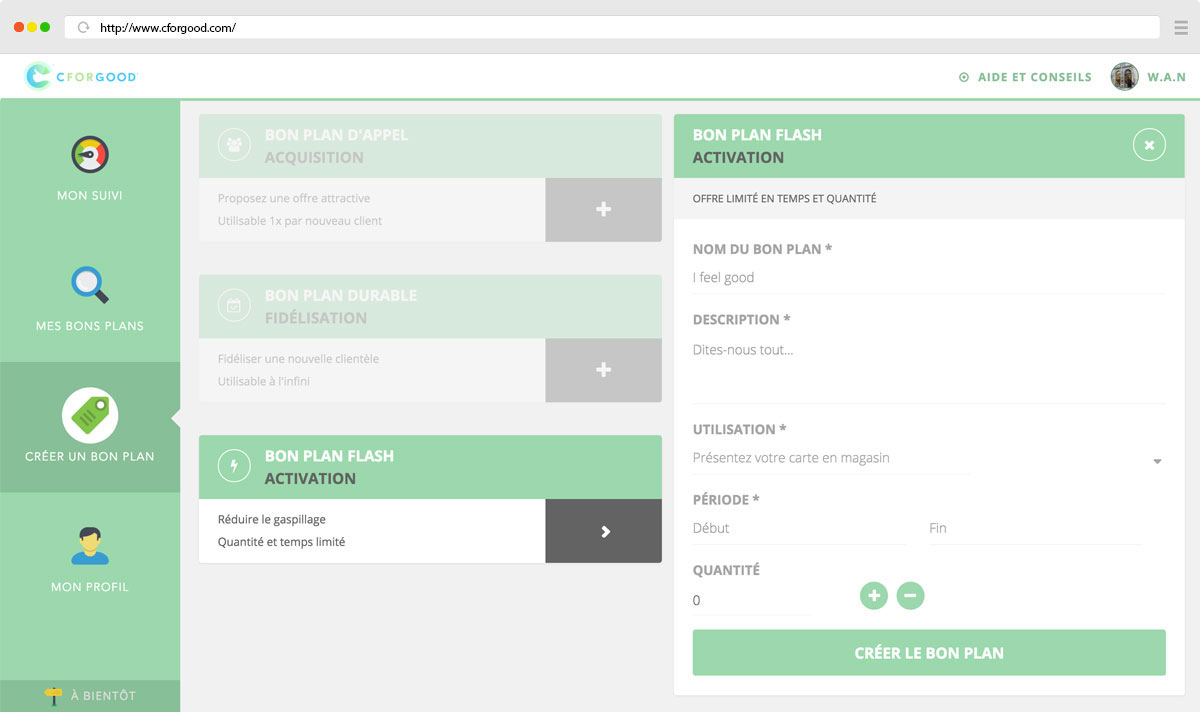 http://www.cforgood.com/
CFORGOOD
AIDE ET CONSEILS
W.A.N
MON SUIVI
MES BONS PLANS
CRÉER UN BON PLAN
MON PROFIL
À BIENTÔT
BON PLAN D'APPEL
ACQUISITION
Proposez une offre attractive
Utilisable 1x par nouveau client
BON PLAN DURABLE
FIDÉLISATION
Fidéliser une nouvelle clientèle
Utilisable à l'infini
BON PLAN FLASH
ACTIVATION
Réduire le gaspillage
Quantité et temps limité
BON PLAN FLASH
ACTIVATION
OFFRE LIMITÉ EN TEMPS ET QUANTITÉ
NOM DU BON PLAN *
I feel good
DESCRIPTION *
Dites-nous tout...
UTILISATION *
Présentez votre carte en magasin
PÉRIODE *
Début
Fin
QUANTITÉ
0
CRÉER LE BON PLAN